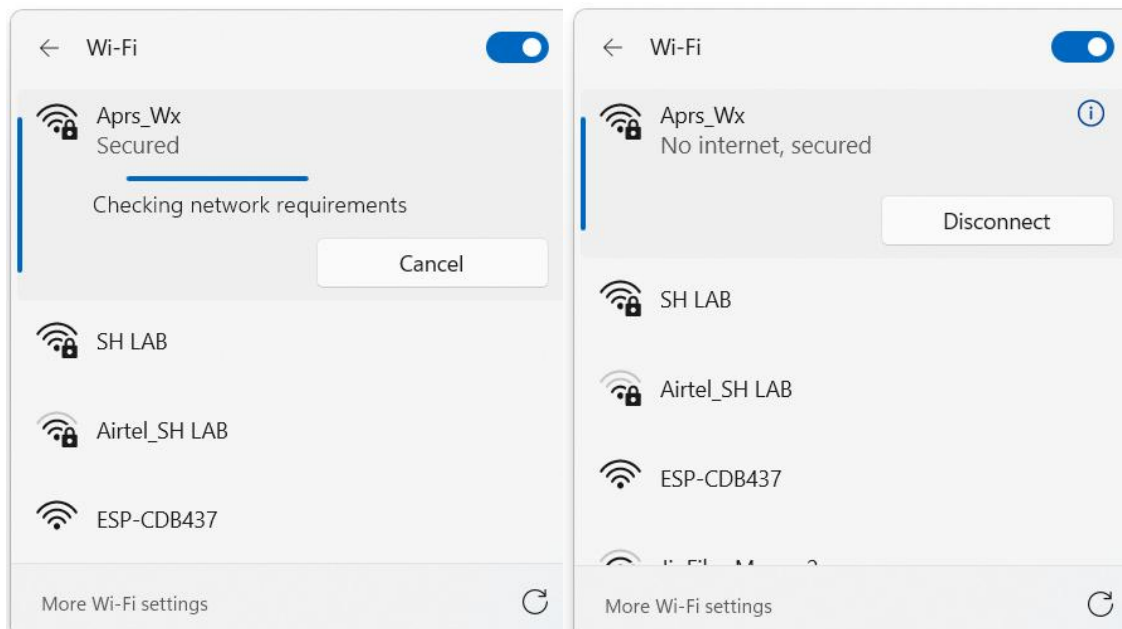 Wi-Fi
Aprs_Wx
Secured
Checking network requirements
Cancel
SH LAB
Airtel_SH LAB
ESP-CDB437
More Wi-Fi settings
Wi-Fi
Aprs_Wx
No internet, secured
Disconnect
SH LAB
Airtel_SH LAB
ESP-CDB437
More Wi-Fi settings